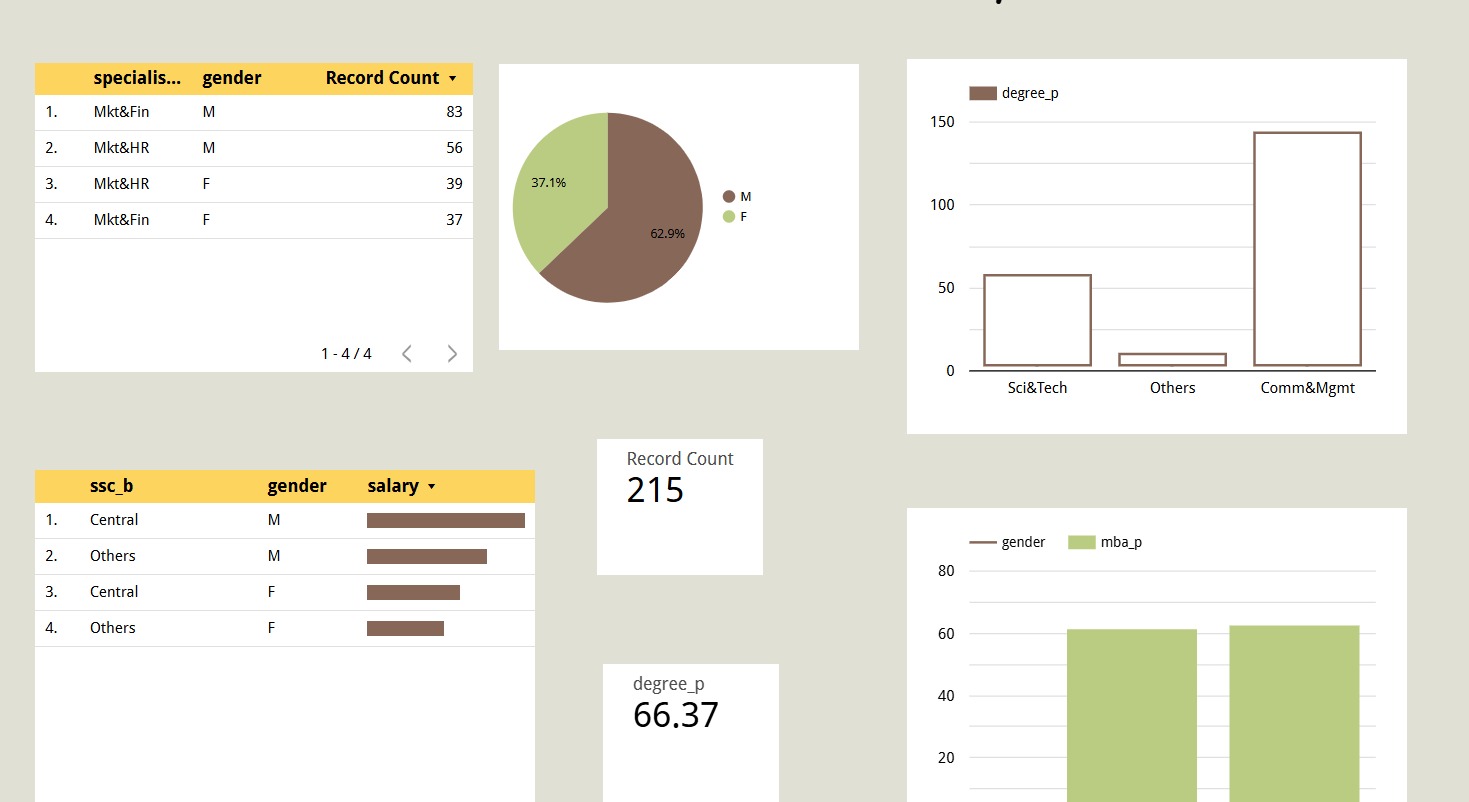 specialis... gender Record Count
1. Mkt&Fin M 83
2. Mkt&HR M 56
3. Mkt&HR F 39
4. Mkt&Fin F 37
1 - 4 / 4
37.1%
62.9%
M
F
degree_p
150
100
50
0
Sci&Tech Others Comm&Mgmt
ssc_b gender salary
1. Central M
2. Others M
3. Central F
4. Others F
Record Count
215
degree_p
66.37
gender mba_p
80
60
40
20